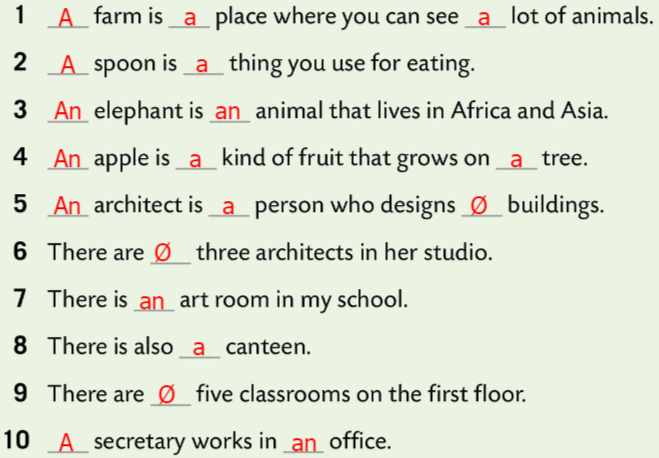 1 A farm is a place where you can see a lot of animals.
2 A spoon is a thing you use for eating.
3 An elephant is an animal that lives in Africa and Asia.
4 An apple is a kind of fruit that grows on a tree.
5 An architect is a person who designs Ø buildings.
6 There are Ø three architects in her studio.
7 There is an art room in my school.
8 There is also a canteen.
9 There are Ø five classrooms on the first floor.
10 A secretary works in an office.